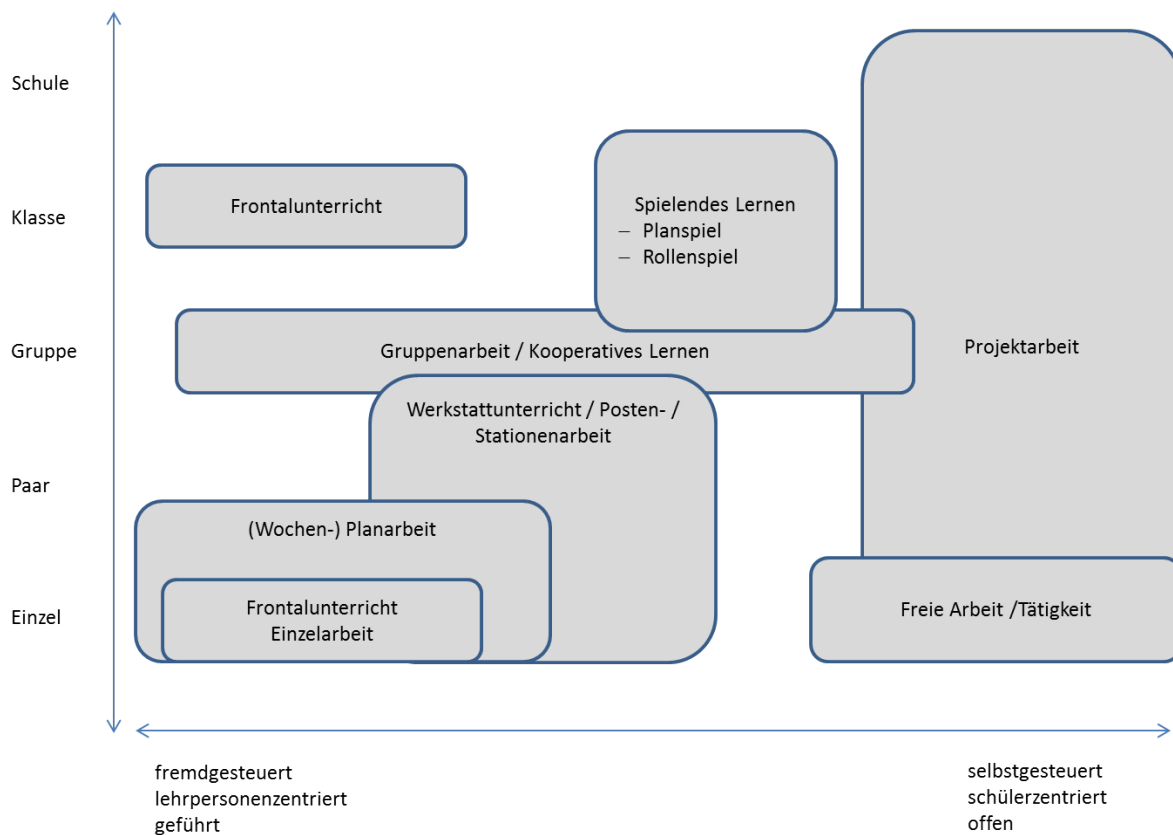 Schule
Klasse
Gruppe
Paar
Einzel
Frontalunterricht
Spielendes Lernen
– Planspiel
– Rollenspiel
Gruppenarbeit / Kooperatives Lernen
Projektarbeit
Werkstattunterricht / Posten- /
Stationenarbeit
(Wochen-) Planarbeit
Frontalunterricht
Einzelarbeit
Freie Arbeit /Tätigkeit
fremdgesteuert
lehrpersonenzentriert
geführt
selbstgesteuert
schülerzentriert
offen